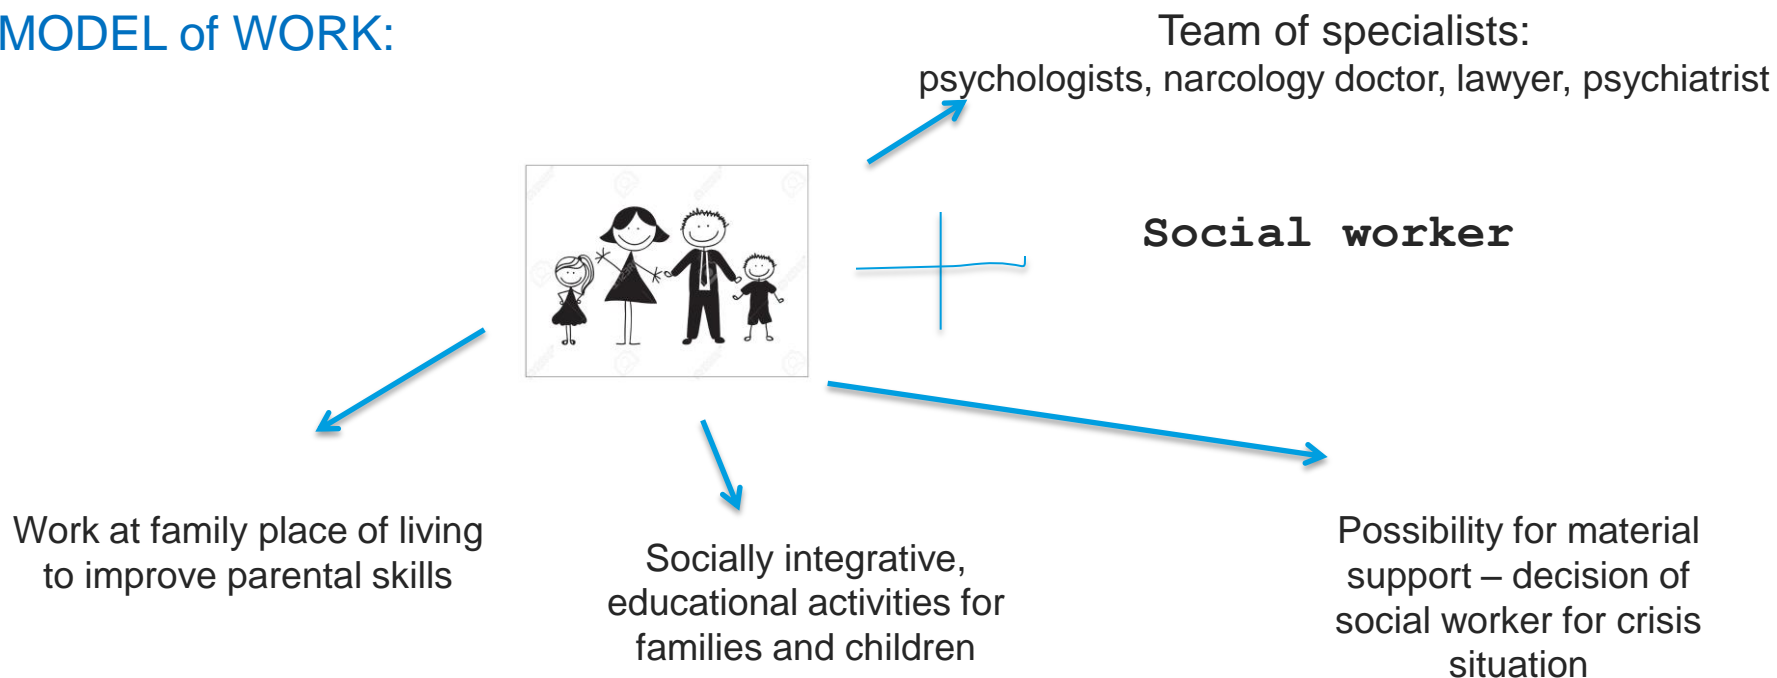 MODEL of WORK:
Team of specialists:
psychologists, narcology doctor, lawyer, psychiatrist
Social worker
Work at family place of living
to improve parental skills
Socially integrative,
educational activities for
families and children
Possibility for material
support – decision of
social worker for crisis
situation